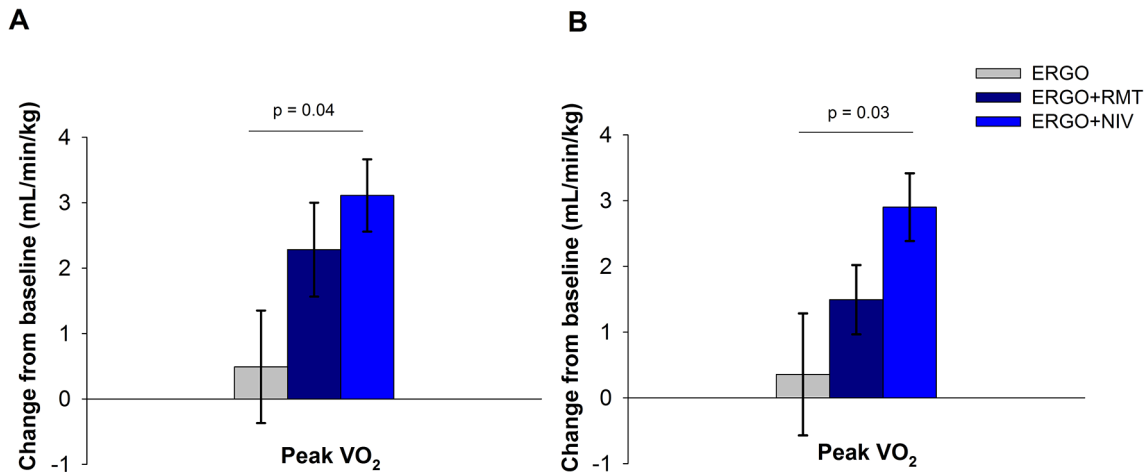 A
p = 0.04
Change from baseline (mL/min/kg)
4
3
2
1
0
-1
Peak VO₂
B
ERGO
ERGO+RMT
ERGO+NIV
p = 0.03
Change from baseline (mL/min/kg)
4
3
2
1
0
-1
Peak VO₂